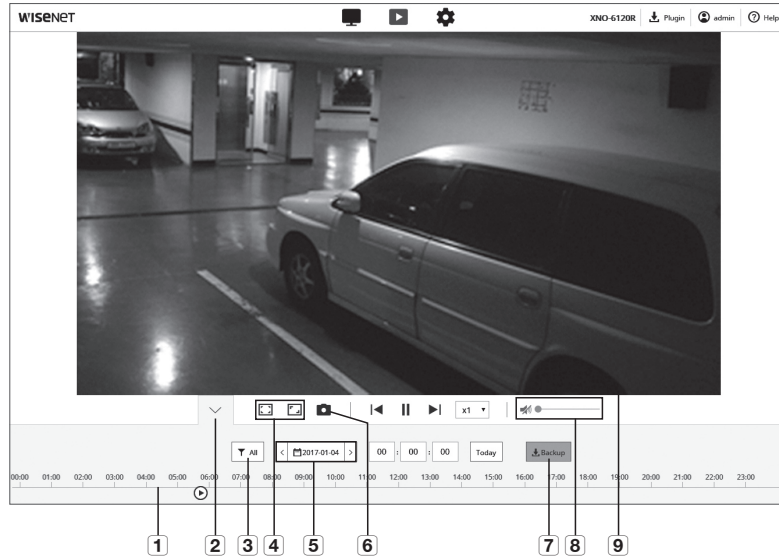 WISENET
XNO-6120R Plugin admin ? Help
x1
All 2017-01-04 00 : 00 : 00 Today Backup
00:00 01:00 02:00 03:00 04:00 05:00 06:00 07:00 08:00 09:00 10:00 11:00 12:00 13:00 14:00 15:00 16:00 17:00 18:00 19:00 20:00 21:00 22:00 23:00
1 2 3 4 5 6 7 8 9